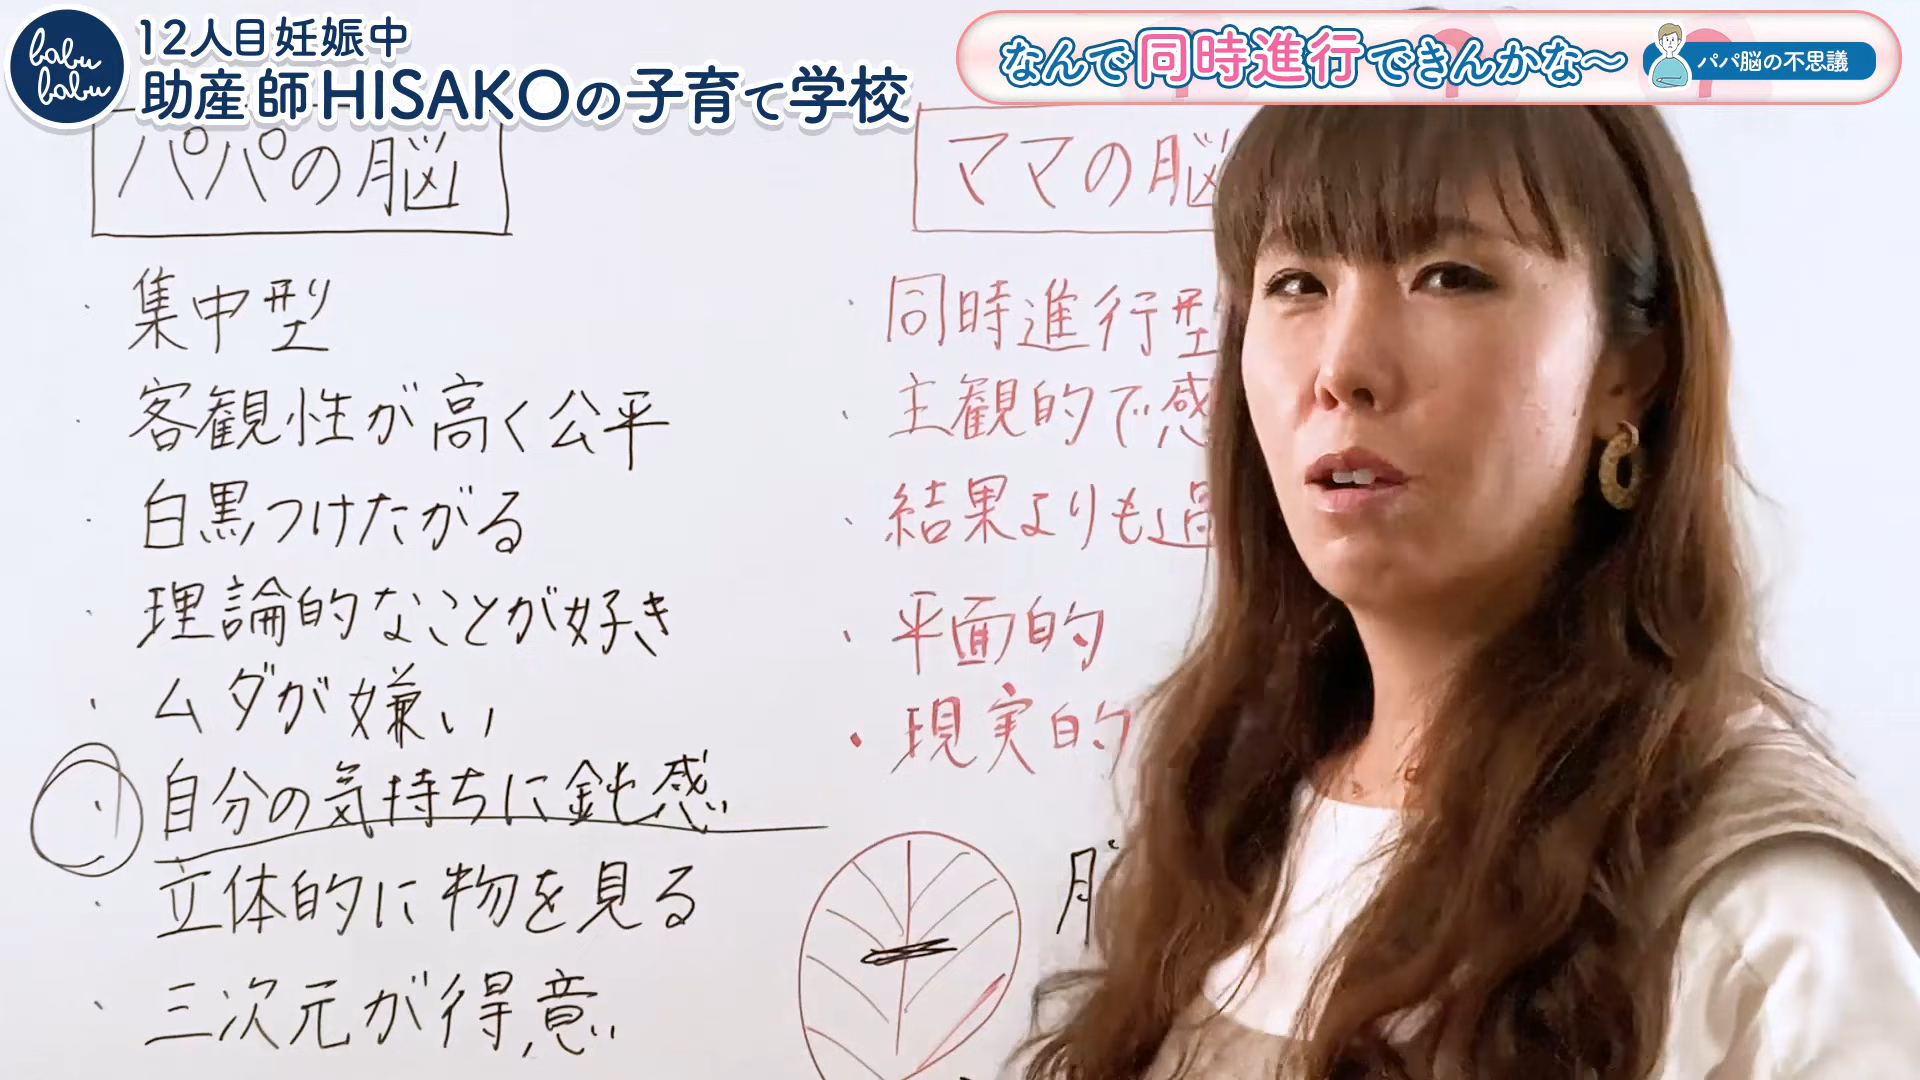 babu babu
12人目妊娠中
助産師HISAKOの子育て学校
なんで同時進行できんかな〜
パパ脳の不思議
パパの脳
・集中型
・客観性が高く公平
・白黒つけたがる
・理論的なことが好き
・ムダが嫌い
・自分の気持ちに鈍感
・立体的に物を見る
・三次元が得意
ママの脳
・同時進行型
・主観的で感
・結果よりも過
・平面的
・現実的